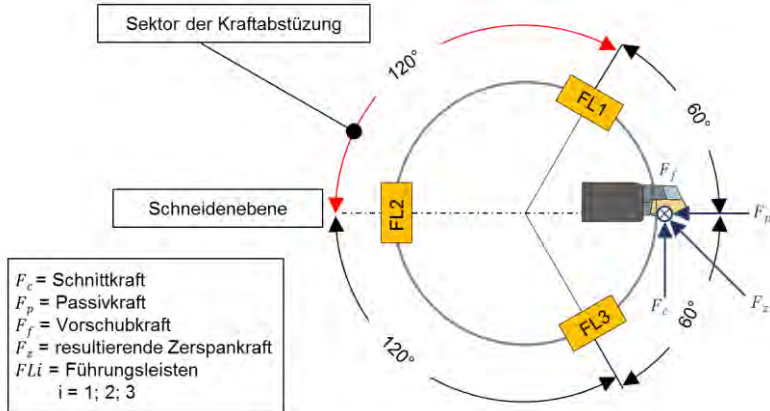 Sektor der Kraftabstüzung
120°
FL1
60°
F_f
Schneidenebene
FL2
F_p
F_c
F_z
FL3
60°
120°
F_c = Schnittkraft
F_p = Passivkraft
F_f = Vorschubkraft
F_z = resultierende Zerspankraft
FLi = Führungsleisten
i = 1; 2; 3